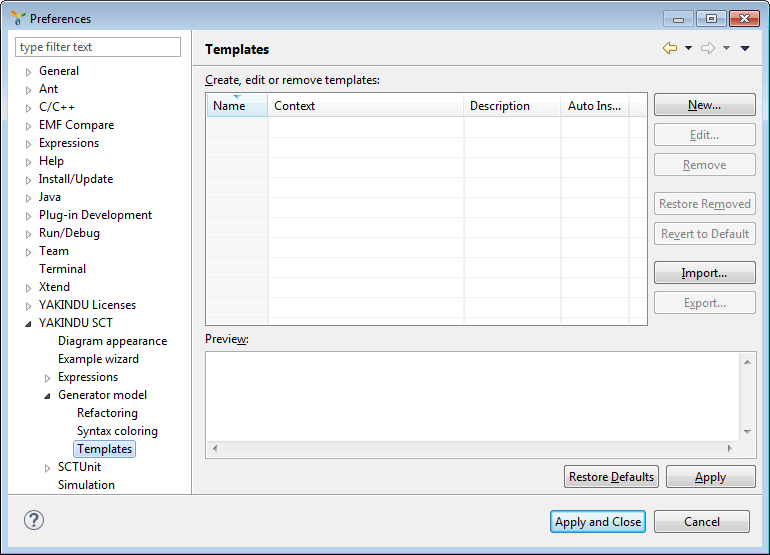 Preferences
type filter text
General
Ant
C/C++
EMF Compare
Expressions
Help
Install/Update
Java
Plug-in Development
Run/Debug
Team
Terminal
Xtend
YAKINDU Licenses
YAKINDU SCT
Diagram appearance
Example wizard
Expressions
Generator model
Refactoring
Syntax coloring
Templates
SCTUnit
Simulation
Templates
Create, edit or remove templates:
Name Context Description Auto Ins...
New...
Edit...
Remove
Restore Removed
Revert to Default
Import...
Export...
Preview:
Restore Defaults Apply
? Apply and Close Cancel